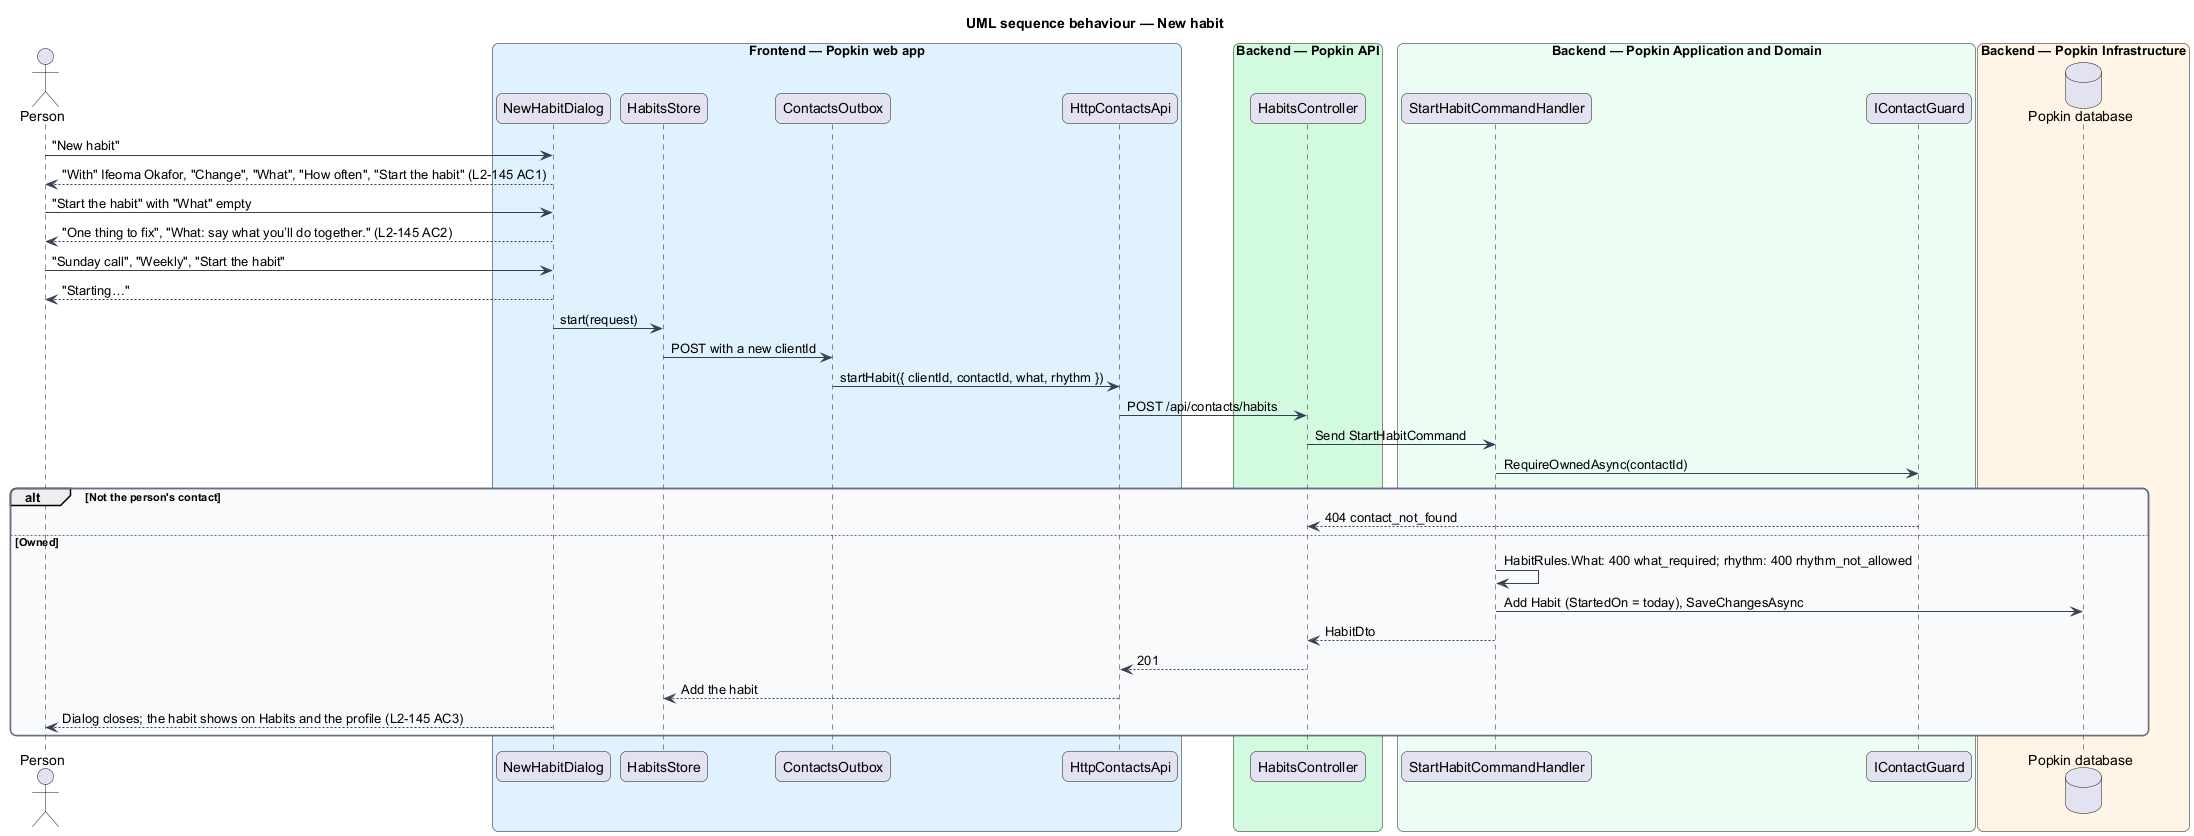 UML sequence behaviour — New habit
Frontend — Popkin web app
Backend — Popkin API
Backend — Popkin Application and Domain
Backend — Popkin Infrastructure
Person
NewHabitDialog
HabitsStore
ContactsOutbox
HttpContactsApi
HabitsController
StartHabitCommandHandler
IContactGuard
Popkin database
"New habit"
"With" Ifeoma Okafor, "Change", "What", "How often", "Start the habit" (L2-145 AC1)
"Start the habit" with "What" empty
"One thing to fix", "What: say what you’ll do together." (L2-145 AC2)
"Sunday call", "Weekly", "Start the habit"
"Starting…"
start(request)
POST with a new clientId
startHabit({ clientId, contactId, what, rhythm })
POST /api/contacts/habits
Send StartHabitCommand
RequireOwnedAsync(contactId)
alt
[Not the person's contact]
404 contact_not_found
[Owned]
HabitRules.What: 400 what_required; rhythm: 400 rhythm_not_allowed
Add Habit (StartedOn = today), SaveChangesAsync
HabitDto
201
Add the habit
Dialog closes; the habit shows on Habits and the profile (L2-145 AC3)
Person
NewHabitDialog
HabitsStore
ContactsOutbox
HttpContactsApi
HabitsController
StartHabitCommandHandler
IContactGuard
Popkin database